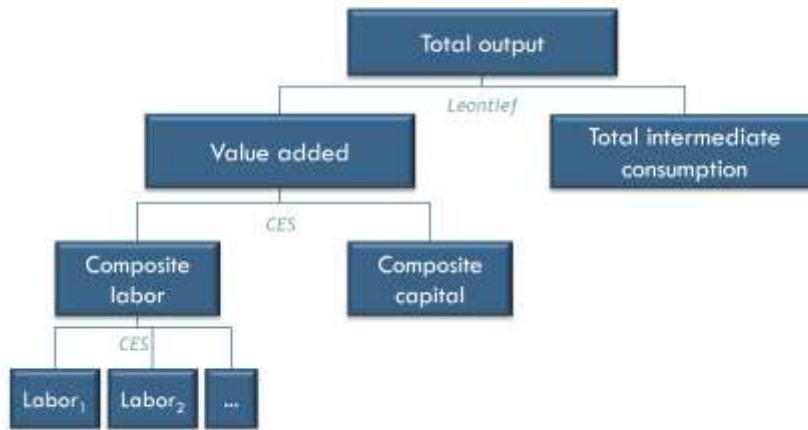 Total output
Leontief
Value added
Total intermediate
consumption
CES
Composite
labor
Composite
capital
CES
Labor₁
Labor₂
...